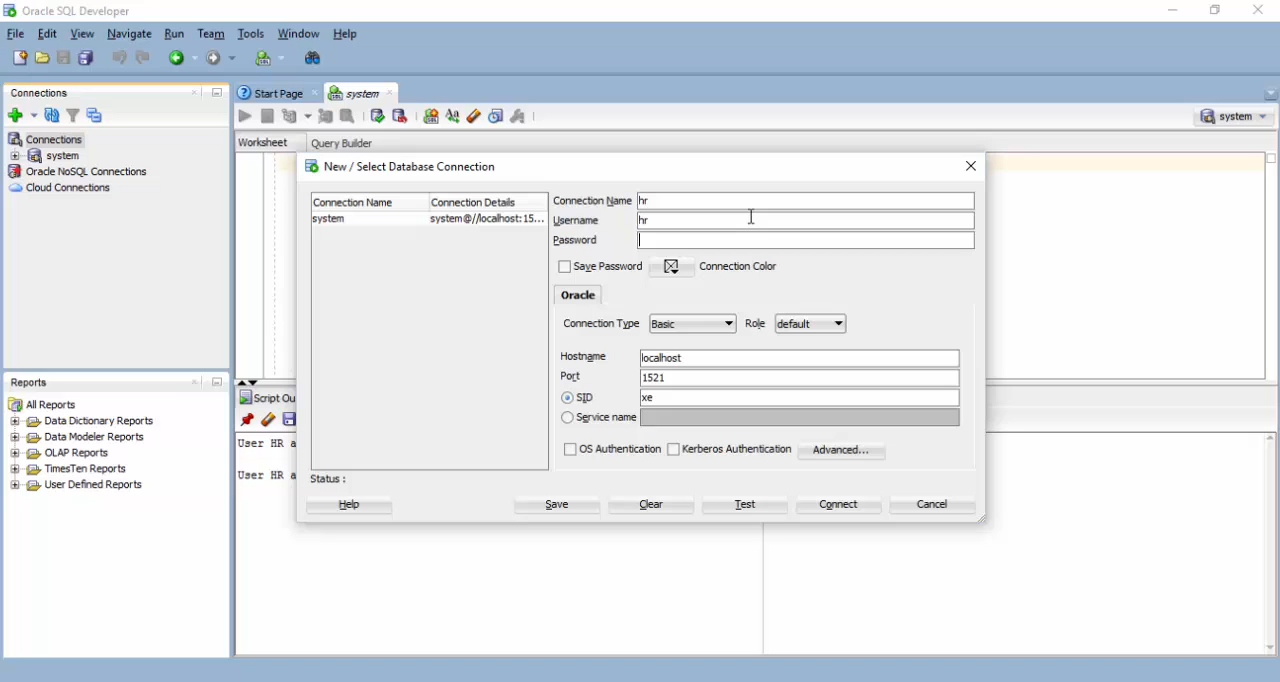 Oracle SQL Developer
File Edit View Navigate Run Team Tools Window Help
Connections
Start Page
system
system
Connections
system
Oracle NoSQL Connections
Cloud Connections
Worksheet Query Builder
New / Select Database Connection
Connection Name Connection Details
system system@//localhost:15...
Connection Name hr
Username hr
Password
Save Password Connection Color
Oracle
Connection Type Basic Role default
Hostname localhost
Port 1521
SID xe
Service name
OS Authentication Kerberos Authentication Advanced...
Status :
Help Save Clear Test Connect Cancel
Reports
All Reports
Data Dictionary Reports
Data Modeler Reports
OLAP Reports
TimesTen Reports
User Defined Reports
Script Ou
User HR a
User HR a